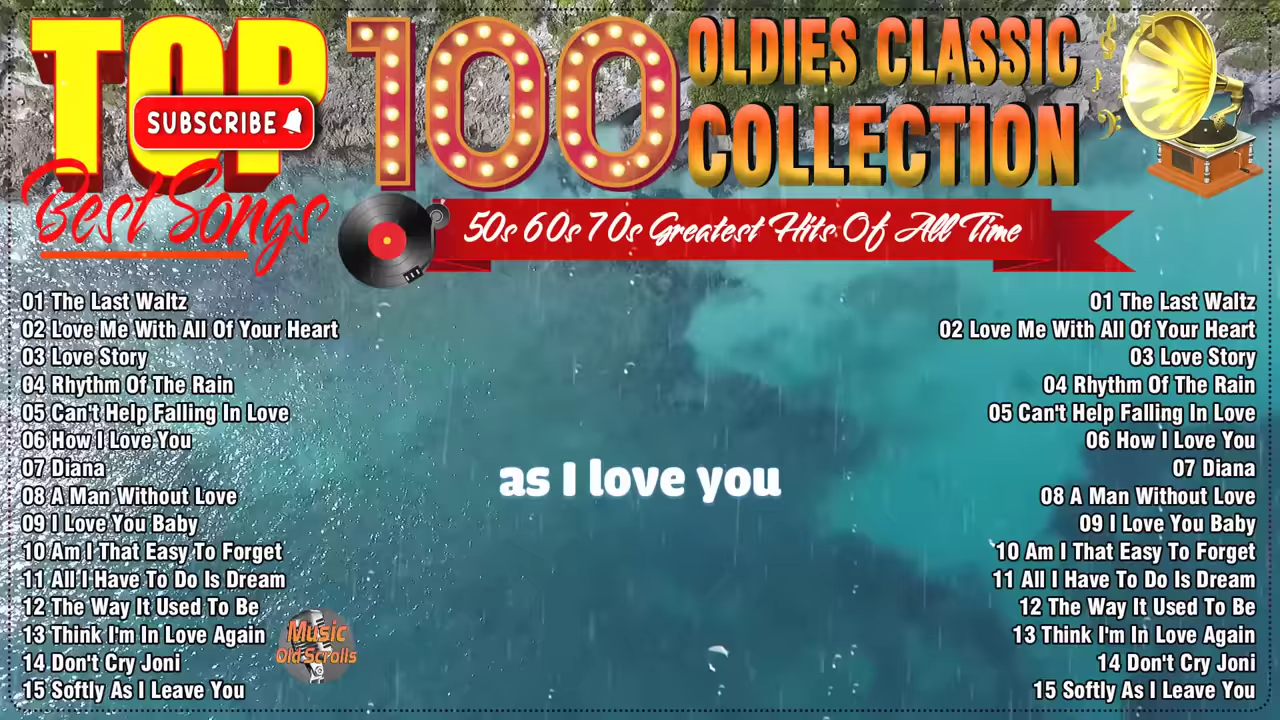 TOP 100 OLDIES CLASSIC
SUBSCRIBE
COLLECTION
Best Songs
50s 60s 70s Greatest Hits Of All Time
01 The Last Waltz
02 Love Me With All Of Your Heart
03 Love Story
04 Rhythm Of The Rain
05 Can't Help Falling In Love
06 How I Love You
07 Diana
08 A Man Without Love
09 I Love You Baby
10 Am I That Easy To Forget
11 All I Have To Do Is Dream
12 The Way It Used To Be
13 Think I'm In Love Again
14 Don't Cry Joni
15 Softly As I Leave You
Music
Old Scrolls
as I love you
01 The Last Waltz
02 Love Me With All Of Your Heart
03 Love Story
04 Rhythm Of The Rain
05 Can't Help Falling In Love
06 How I Love You
07 Diana
08 A Man Without Love
09 I Love You Baby
10 Am I That Easy To Forget
11 All I Have To Do Is Dream
12 The Way It Used To Be
13 Think I'm In Love Again
14 Don't Cry Joni
15 Softly As I Leave You